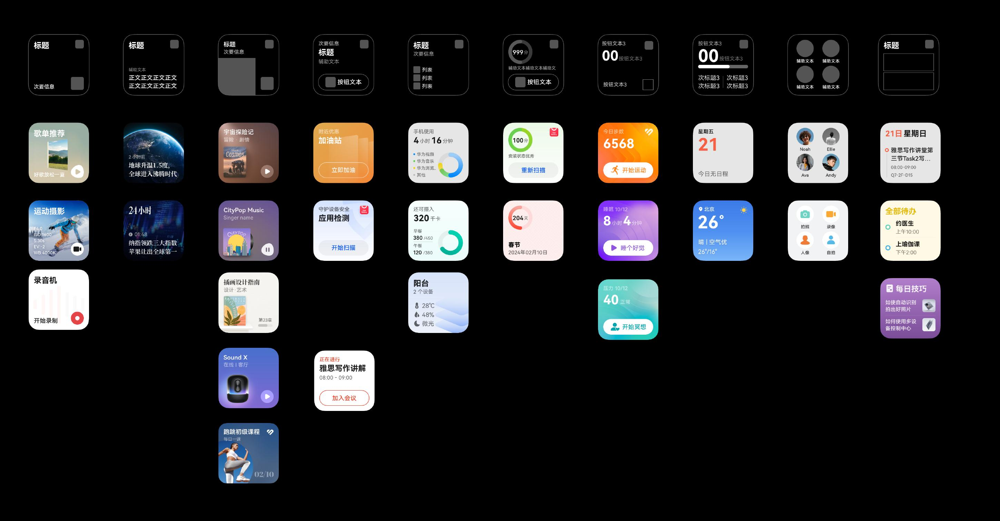 标题
次要信息
标题
辅助文本
正文正文正文正文
正文正文正文正文
标题
次要信息
次要信息
标题
辅助文本
按钮文本
标题
次要信息
列表
列表
列表
999分
辅助文本辅助文本辅助文
按钮文本
按钮文本3
00按钮文本3
按钮文本3
按钮文本3
00按钮文本3
次标题3 次标题3
次标题3 次标题3
辅助文本 辅助文本
辅助文本 辅助文本
标题
歌单推荐
好歌放松一夏
2 小时前
地球升温1.5度,
全球进入沸腾时代
宇宙探险记
冒险 · 剧情
Cosmos
附近优惠
加油站
立即加油
手机使用
4小时16分钟
华为视频
华为音乐
华为浏览..
其他
100分
安装状态优秀
重新扫描
今日步数
6568
开始运动
星期五
21
今日无日程
Noah Ellie
Ava Andy
21日 星期日
雅思写作讲堂第
三节Task2写...
08:00-09:00
Q7-2F-D15
运动摄影
F4.0
ISO:1600
S:30s
EV:-2
WB:4000K
24小时
01:48
纳指领跌三大指数
苹果让出全球第一
CityPop Music
Singer name
CITYPOP
守护设备安全
应用检测
开始扫描
还可摄入
320千卡
早餐
380 /450
午餐
120 /380
204天
春节
2024年02月10日
睡眠 10/12
8小时4分钟
睡个好觉
北京
26°
晴 | 空气优
26°/16°
拍照 录像
人像 自拍
全部待办
约医生
上午10:00
上瑜伽课
下午2:00
录音机
开始录制
插画设计指南
设计·艺术
ABSTRACT
COVER
第23章
阳台
2 个设备
28℃
48%
微光
压力 10/12
40 正常
开始冥想
每日技巧
如使自动识别
拍出好照片
如何使用多设
备控制中心
Sound X
在线 | 客厅
正在进行
雅思写作讲解
08:00 - 09:00
加入会议
跑跳初级课程
每日一课
02/10